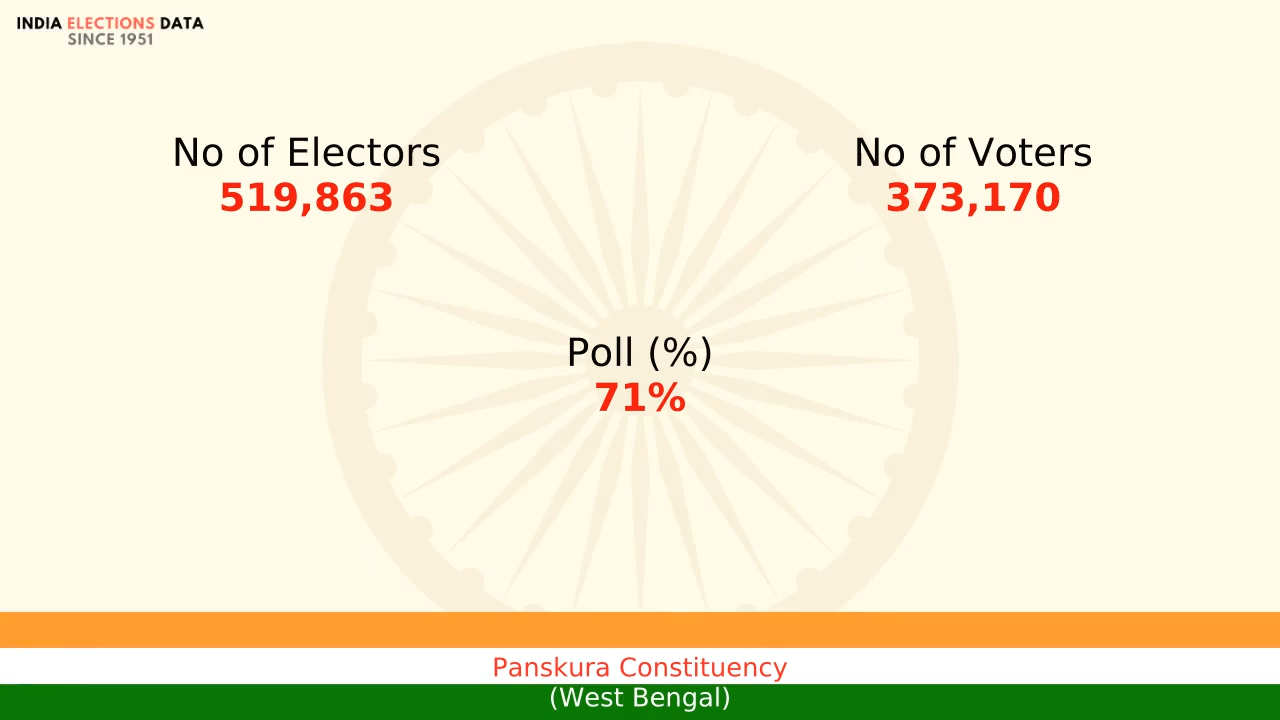 INDIA ELECTIONS DATA
SINCE 1951
No of Electors
519,863
No of Voters
373,170
Poll (%)
71%
Panskura Constituency
(West Bengal)